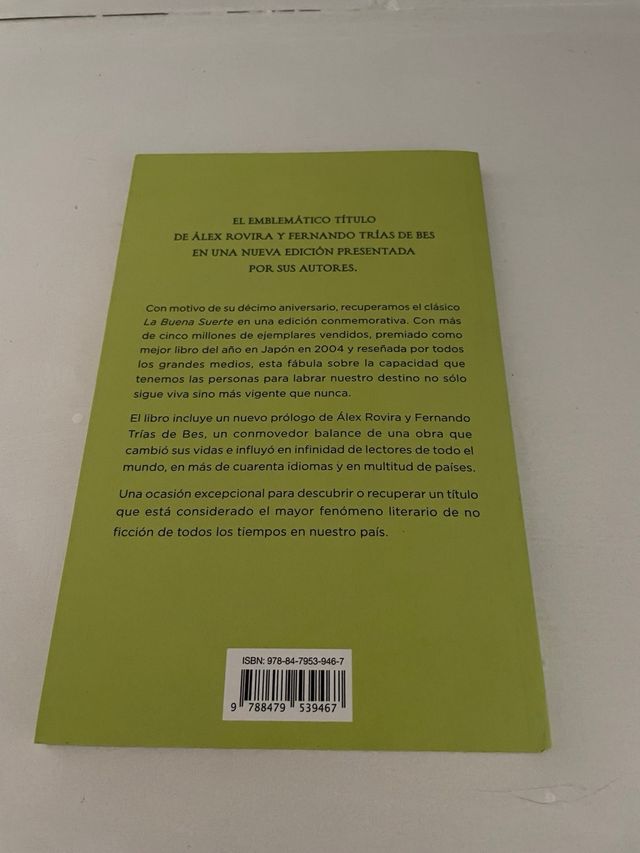 EL EMBLEMÁTICO TÍTULO
DE ÁLEX ROVIRA Y FERNANDO TRÍAS DE BES
EN UNA NUEVA EDICIÓN PRESENTADA
POR SUS AUTORES.
Con motivo de su décimo aniversario, recuperamos el clásico
La Buena Suerte en una edición conmemorativa. Con más
de cinco millones de ejemplares vendidos, premiado como
mejor libro del año en Japón en 2004 y reseñada por todos
los grandes medios, esta fábula sobre la capacidad que
tenemos las personas para labrar nuestro destino no sólo
sigue viva sino más vigente que nunca.
El libro incluye un nuevo prólogo de Álex Rovira y Fernando
Trías de Bes, un conmovedor balance de una obra que
cambió sus vidas e influyó en infinidad de lectores de todo el
mundo, en más de cuarenta idiomas y en multitud de países.
Una ocasión excepcional para descubrir o recuperar un título
que está considerado el mayor fenómeno literario de no
ficción de todos los tiempos en nuestro país.
ISBN: 978-84-7953-946-7
9 788479 539467